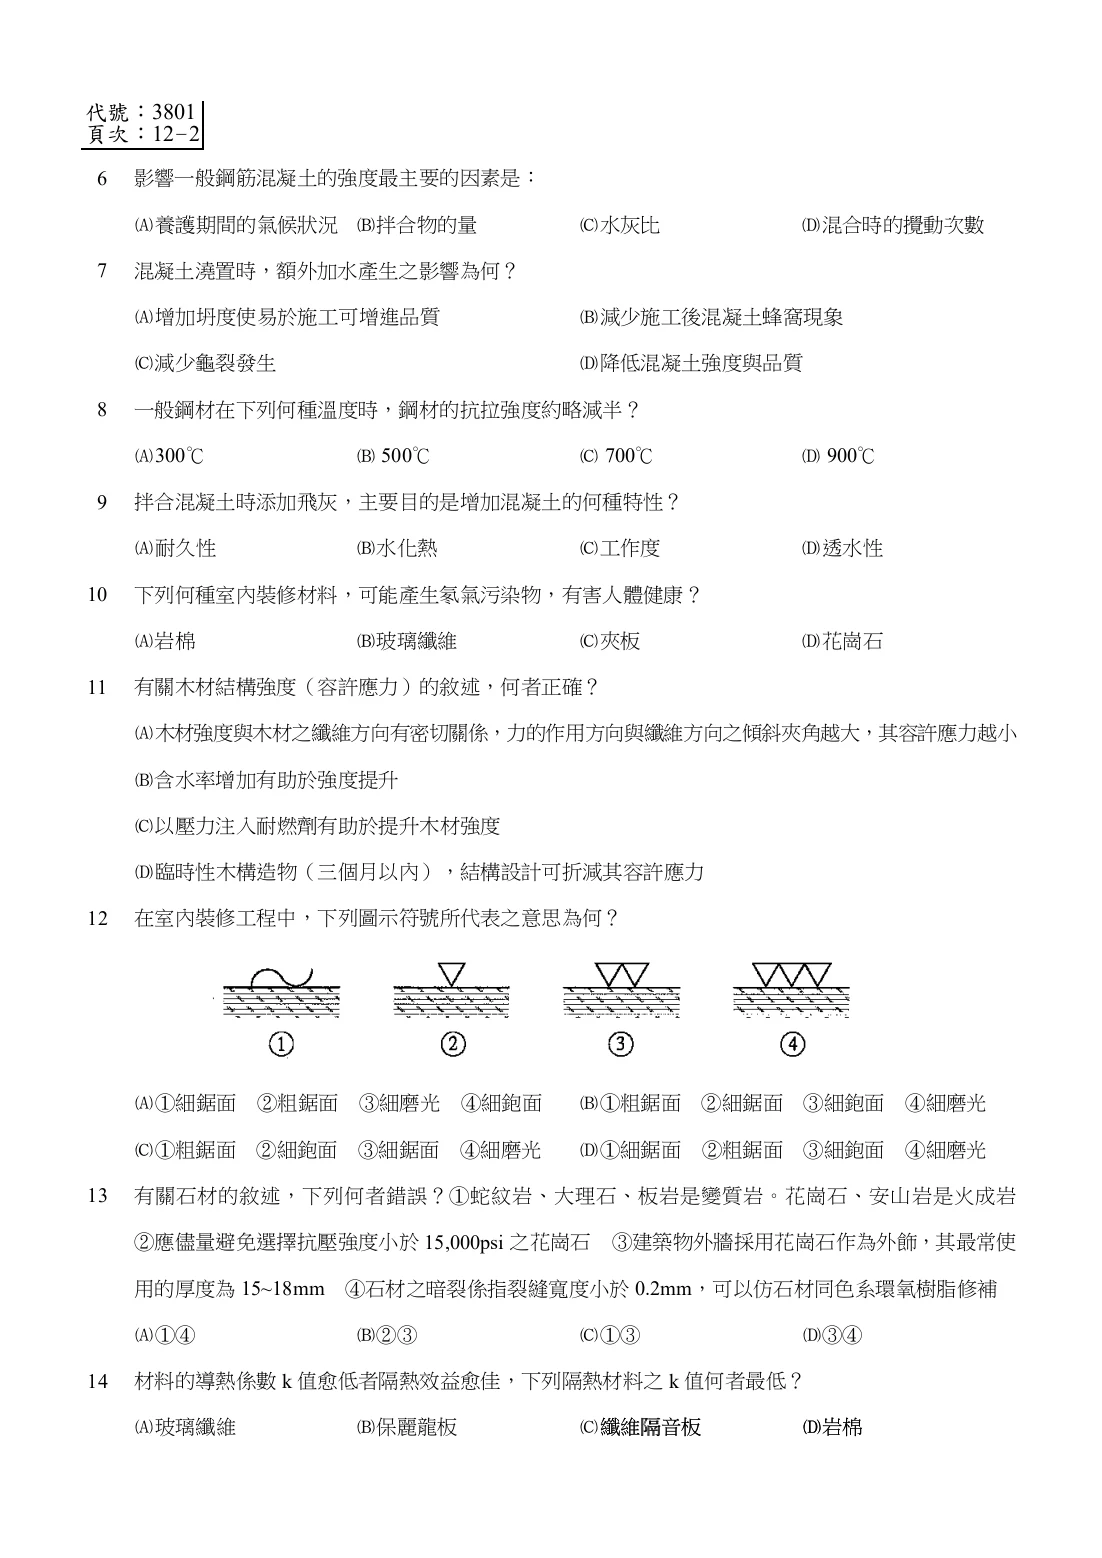 代號：3801
頁次：12－2
6 影響一般鋼筋混凝土的強度最主要的因素是：
(A)養護期間的氣候狀況 (B)拌合物的量 (C)水灰比 (D)混合時的攪動次數
7 混凝土澆置時，額外加水產生之影響為何？
(A)增加坍度使易於施工可增進品質 (B)減少施工後混凝土蜂窩現象
(C)減少龜裂發生 (D)降低混凝土強度與品質
8 一般鋼材在下列何種溫度時，鋼材的抗拉強度約略減半？
(A)300℃ (B) 500℃ (C) 700℃ (D) 900℃
9 拌合混凝土時添加飛灰，主要目的是增加混凝土的何種特性？
(A)耐久性 (B)水化熱 (C)工作度 (D)透水性
10 下列何種室內裝修材料，可能產生氡氣污染物，有害人體健康？
(A)岩棉 (B)玻璃纖維 (C)夾板 (D)花崗石
11 有關木材結構強度（容許應力）的敘述，何者正確？
(A)木材強度與木材之纖維方向有密切關係，力的作用方向與纖維方向之傾斜夾角越大，其容許應力越小
(B)含水率增加有助於強度提升
(C)以壓力注入耐燃劑有助於提升木材強度
(D)臨時性木構造物（三個月以內），結構設計可折減其容許應力
12 在室內裝修工程中，下列圖示符號所代表之意思為何？
① ② ③ ④
(A)①細鋸面 ②粗鋸面 ③細磨光 ④細鉋面 (B)①粗鋸面 ②細鋸面 ③細鉋面 ④細磨光
(C)①粗鋸面 ②細鉋面 ③細鋸面 ④細磨光 (D)①細鋸面 ②粗鋸面 ③細鉋面 ④細磨光
13 有關石材的敘述，下列何者錯誤？①蛇紋岩、大理石、板岩是變質岩。花崗石、安山岩是火成岩
②應儘量避免選擇抗壓強度小於 15,000psi 之花崗石 ③建築物外牆採用花崗石作為外飾，其最常使
用的厚度為 15~18mm ④石材之暗裂係指裂縫寬度小於 0.2mm，可以仿石材同色系環氧樹脂修補
(A)①④ (B)②③ (C)①③ (D)③④
14 材料的導熱係數 k 值愈低者隔熱效益愈佳，下列隔熱材料之 k 值何者最低？
(A)玻璃纖維 (B)保麗龍板 (C)纖維隔音板 (D)岩棉